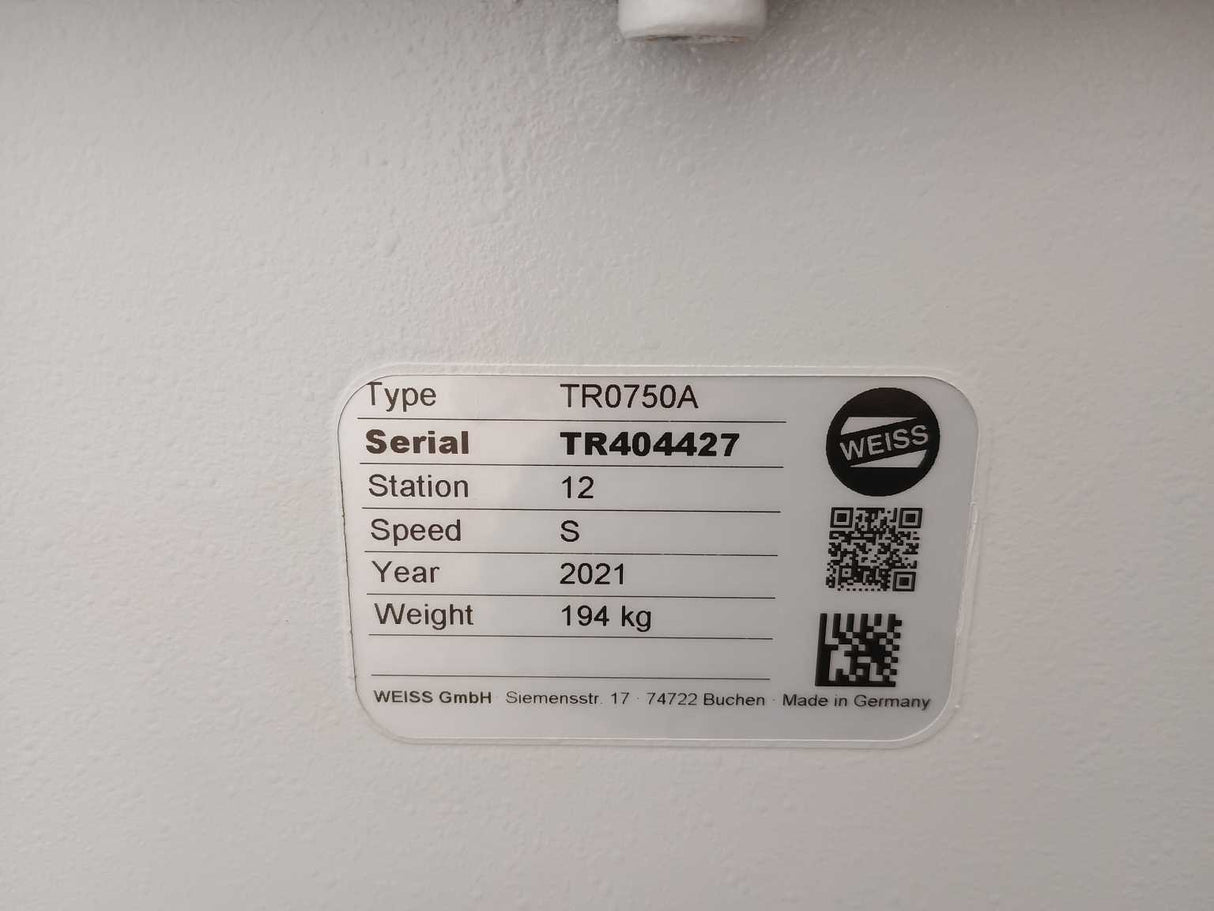 Type TR0750A
WEISS
Serial TR404427
Station 12
Speed S
Year 2021
Weight 194 kg
WEISS GmbH Siemensstr. 17 · 74722 Buchen · Made in Germany